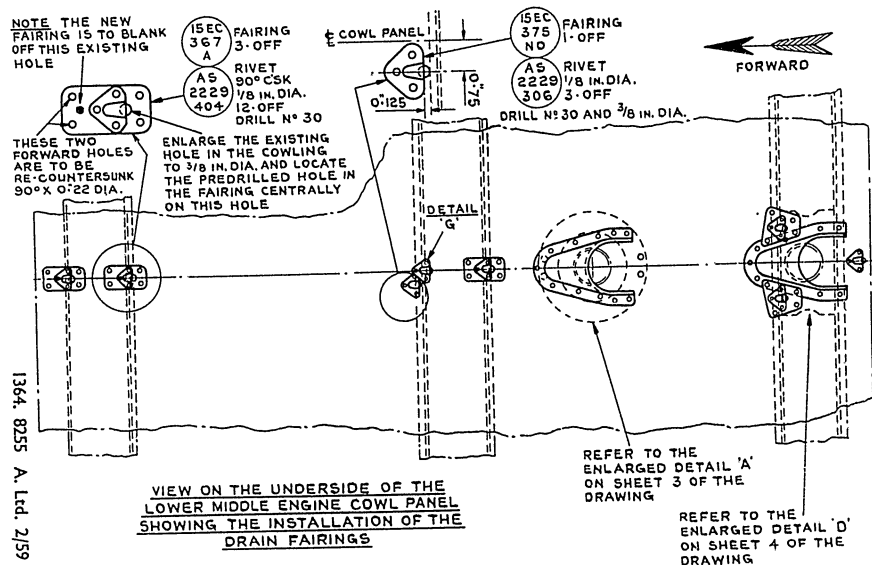 NOTE THE NEW
FAIRING IS TO BLANK
OFF THIS EXISTING
HOLE
15EC
367
A
FAIRING
3·OFF
AS
2229
404
RIVET
90° C'SK
1/8 IN. DIA.
12·OFF
DRILL Nº 30
THESE TWO
FORWARD HOLES
ARE TO BE
RE-COUNTERSUNK
90° X 0·22 DIA.
ENLARGE THE EXISTING
HOLE IN THE COWLING
TO 3/8 IN. DIA. AND LOCATE
THE PREDRILLED HOLE IN
THE FAIRING CENTRALLY
ON THIS HOLE
℄ COWL PANEL
0·"125
0·"75
15EC
375
ND
FAIRING
1·OFF
AS
2229
306
RIVET
1/8 IN. DIA.
3·OFF
DRILL Nº 30 AND 3/8 IN. DIA.
FORWARD
DETAIL
'G'
REFER TO THE
ENLARGED DETAIL 'A'
ON SHEET 3 OF THE
DRAWING
REFER TO THE
ENLARGED DETAIL 'D'
ON SHEET 4 OF THE
DRAWING
VIEW ON THE UNDERSIDE OF THE
LOWER MIDDLE ENGINE COWL PANEL
SHOWING THE INSTALLATION OF THE
DRAIN FAIRINGS
1364. 8255 A. Ltd. 2/59